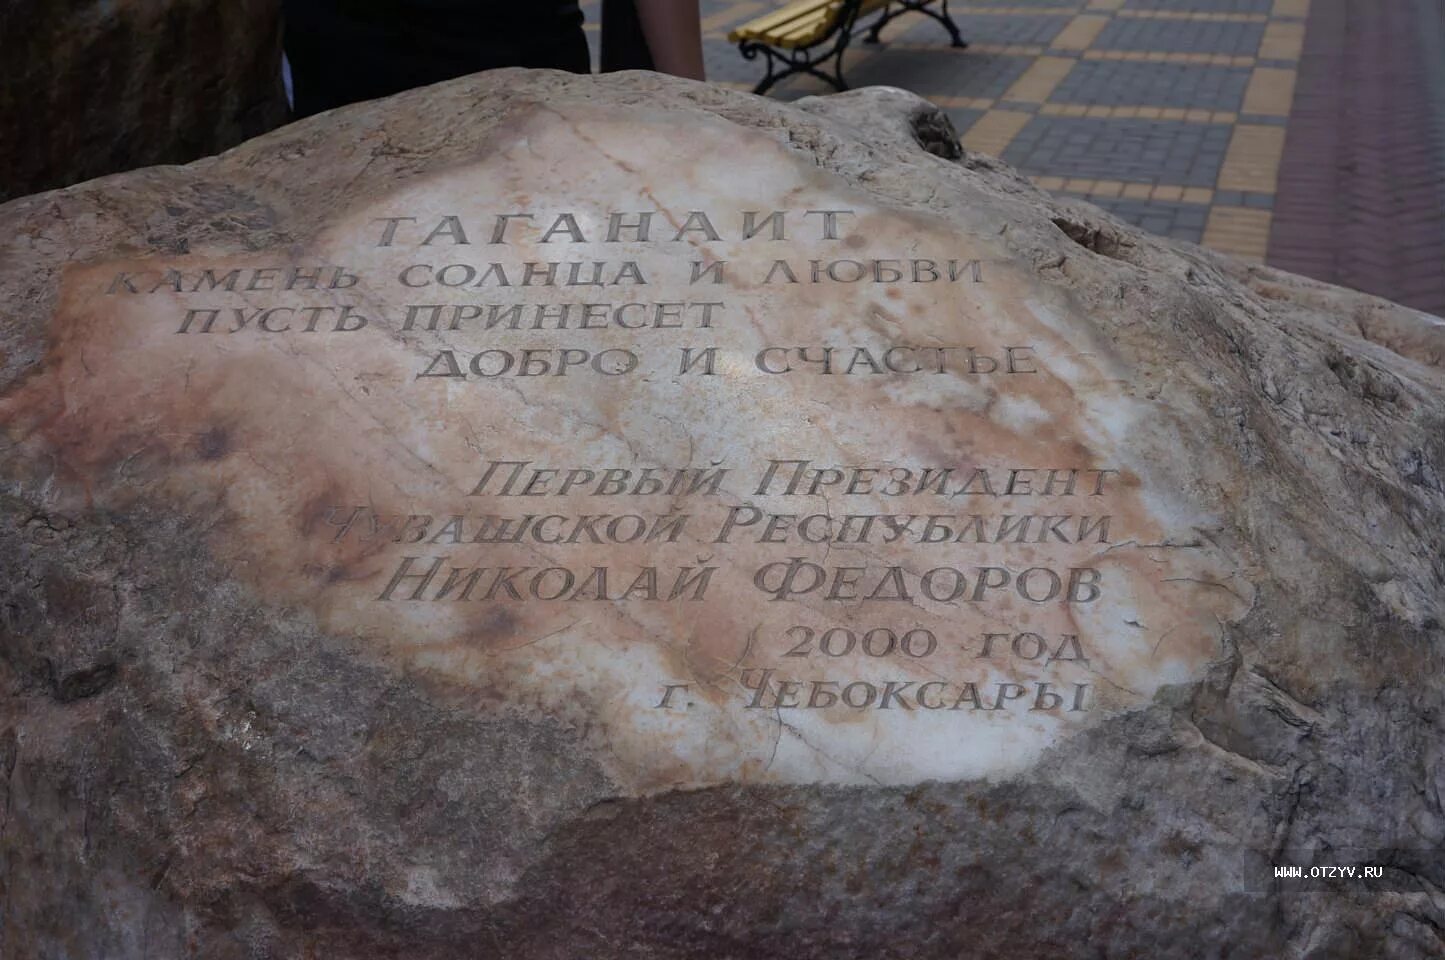 ТАГАНАИТ
КАМЕНЬ СОЛНЦА И ЛЮБВИ
ПУСТЬ ПРИНЕСЕТ
ДОБРО И СЧАСТЬЕ
ПЕРВЫЙ ПРЕЗИДЕНТ
ЧУВАШСКОЙ РЕСПУБЛИКИ
НИКОЛАЙ ФЕДОРОВ
2000 ГОД
Г. ЧЕБОКСАРЫ
WWW.OTZYV.RU